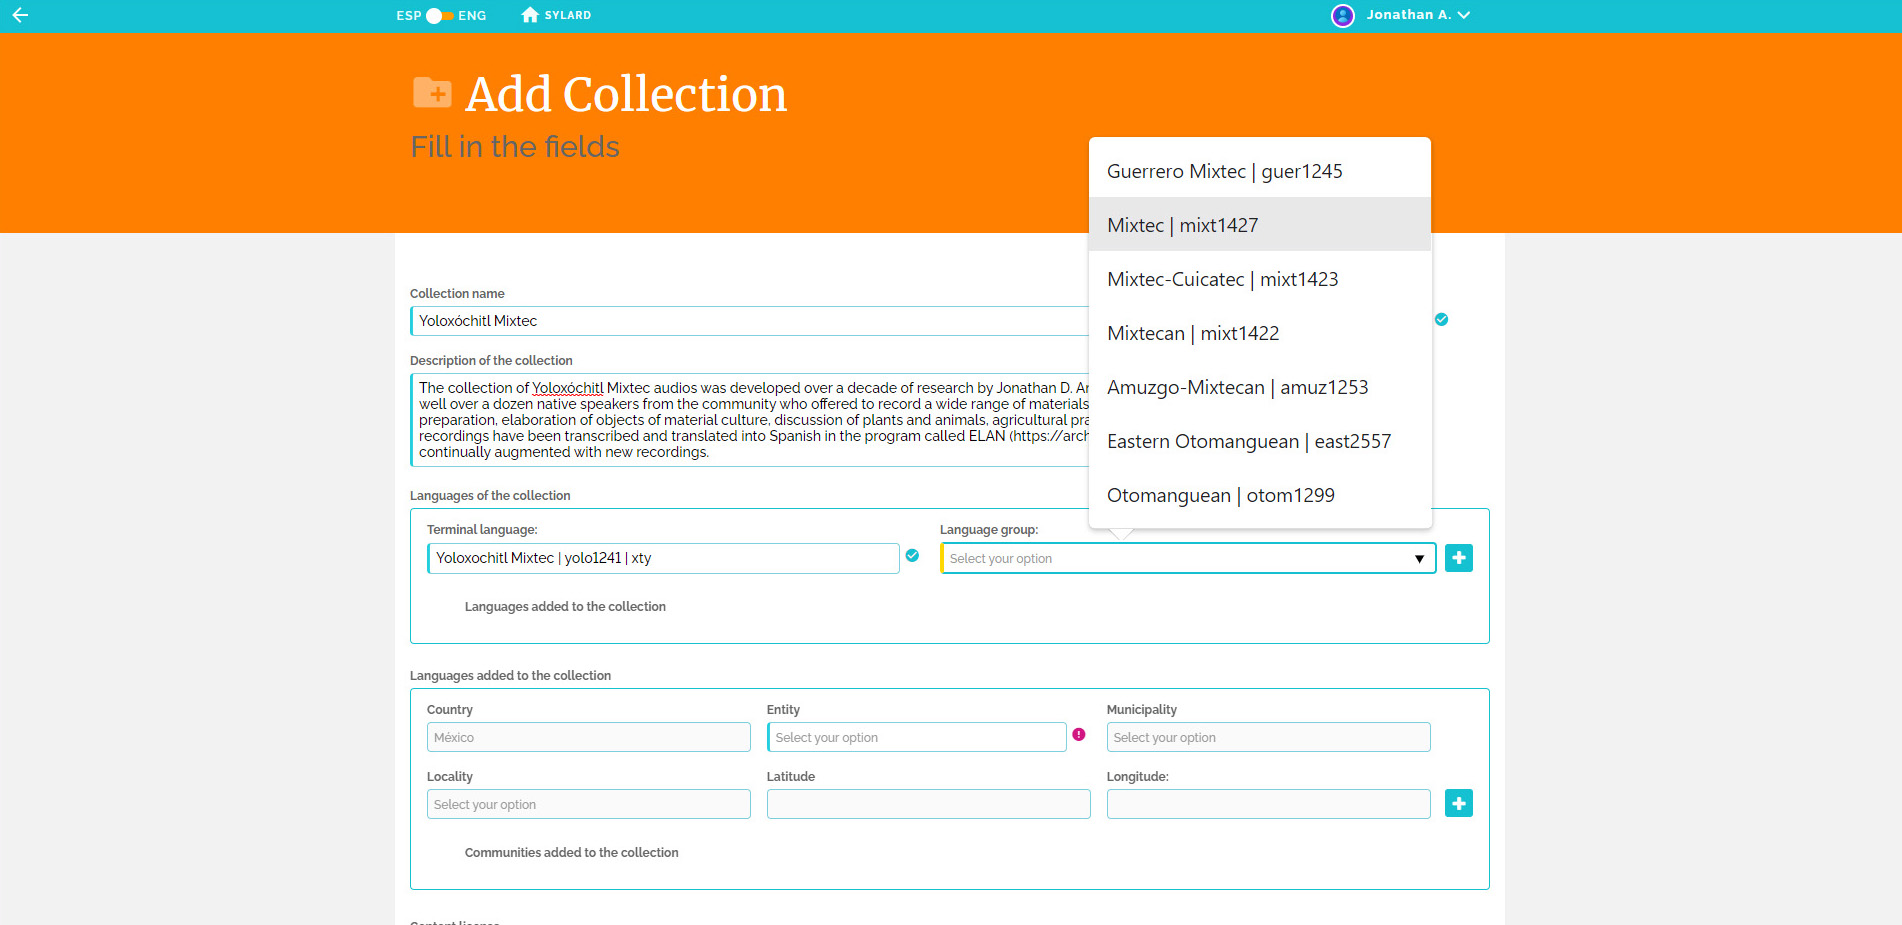 ESP ENG SYLARD Jonathan A.
Add Collection
Fill in the fields
Guerrero Mixtec | guer1245
Mixtec | mixt1427
Mixtec-Cuicatec | mixt1423
Mixtecan | mixt1422
Amuzgo-Mixtecan | amuz1253
Eastern Otomanguean | east2557
Otomanguean | otom1299
Collection name
Yoloxóchitl Mixtec
Description of the collection
The collection of Yoloxóchitl Mixtec audios was developed over a decade of research by Jonathan D.
well over a dozen native speakers from the community who offered to record a wide range of materials
preparation, elaboration of objects of material culture, discussion of plants and animals, agricultural
recordings have been transcribed and translated into Spanish in the program called ELAN (https://arch
continually augmented with new recordings.
Languages of the collection
Terminal language: Language group:
Yoloxochitl Mixtec | yolo1241 | xty Select your option
Languages added to the collection
Languages added to the collection
Country Entity Municipality
México Select your option Select your option
Locality Latitude Longitude:
Select your option
Communities added to the collection